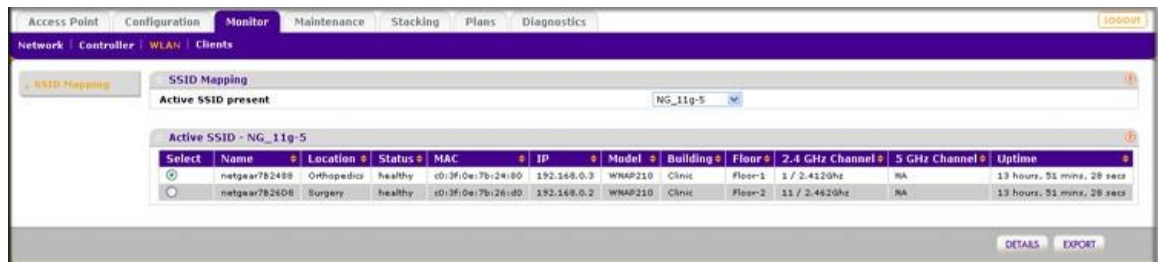 Access Point Configuration Monitor Maintenance Stacking Plans Diagnostics LOGOUT
Network Controller WLAN Clients
SSID Mapping
SSID Mapping
Active SSID present NG_11g-5
Active SSID - NG_11g-5
Select Name Location Status MAC IP Model Building Floor 2.4 GHz Channel 5 GHz Channel Uptime
netgear7B2488 Orthopedics healthy c0:3f:0e:7b:24:80 192.168.0.3 WNAP210 Clinic Floor-1 1 / 2.412Ghz NA 13 hours, 51 mins, 28 secs
netgear7B26D8 Surgery healthy c0:3f:0e:7b:26:d0 192.168.0.2 WNAP210 Clinic Floor-2 11 / 2.462Ghz NA 13 hours, 51 mins, 28 secs
DETAILS EXPORT